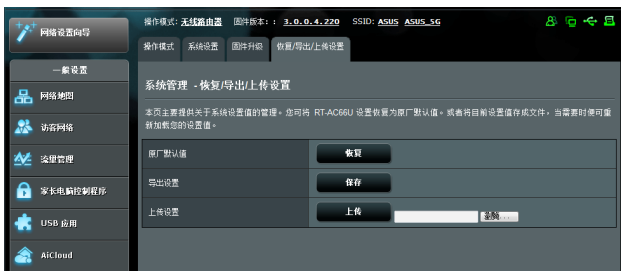 网络设置向导
操作模式: 无线路由器 固件版本: : 3.0.0.4.220 SSID: ASUS ASUS_5G
操作模式 系统设置 固件升级 恢复/导出/上传设置
一般设置
网络地图
访客网络
流量管理
家长电脑控制程序
USB 应用
AiCloud
系统管理 - 恢复/导出/上传设置
本页主要提供关于系统设置值的管理。您可将 RT-AC66U 设置恢复为原厂默认值。或者将目前设置值存成文件，当需要时便可重
新加载您的设置值。
原厂默认值 恢复
导出设置 保存
上传设置 上传 浏览...